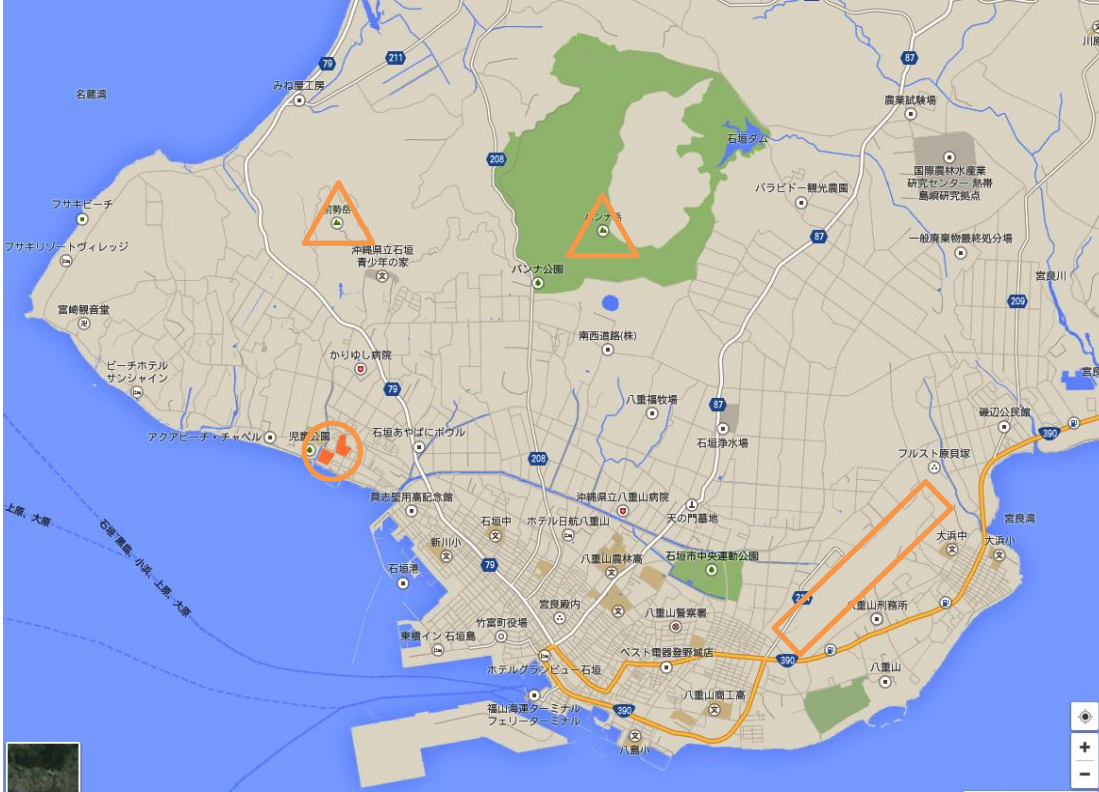 川原
79
211
87
みね屋工房
名蔵湾
農業試験場
208
石垣ダム
国際農林水産業
研究センター 熱帯
島嶼研究拠点
バラビドー観光農園
フサキビーチ
前勢岳
バンナ岳
87
一般廃棄物最終処分場
フサキリゾートヴィレッジ
沖縄県立石垣
青少年の家
バンナ公園
宮良川
209
富崎観音堂
南西道路(株)
かりゆし病院
ビーチホテル
サンシャイン
79
八重福牧場
87
磯辺公民館
390
アクアビーチ・チャペル
児童公園
石垣あやぱにボウル
石垣浄水場
208
フルスト原貝塚
具志堅用高記念館
沖縄県立八重山病院
天の門墓地
上原、大原
石垣-黒島、小浜、上原、大原
石垣中
ホテル日航八重山
宮良湾
新川小
大浜中
大浜小
石垣港
79
八重山農林高
石垣市中央運動公園
宮良殿内
八重山警察署
八重山刑務所
竹富町役場
東横イン 石垣島
ベスト電器登野城店
390
ホテルグランビュー石垣
八重山
八重山商工高
福山海運ターミナル
フェリーターミナル
390
八島小